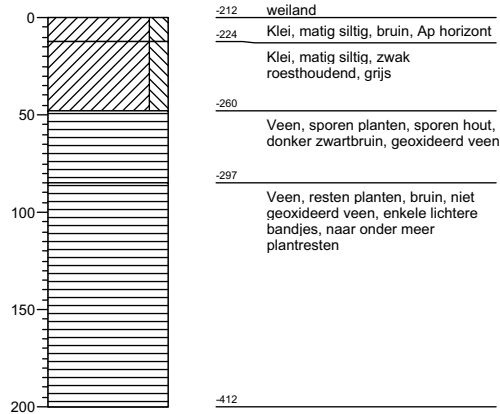 0
-212 weiland
-224 Klei, matig siltig, bruin, Ap horizont
Klei, matig siltig, zwak
roesthoudend, grijs
50
-260
Veen, sporen planten, sporen hout,
donker zwartbruin, geoxideerd veen
-297
Veen, resten planten, bruin, niet
geoxideerd veen, enkele lichtere
bandjes, naar onder meer
plantresten
100
150
200
-412